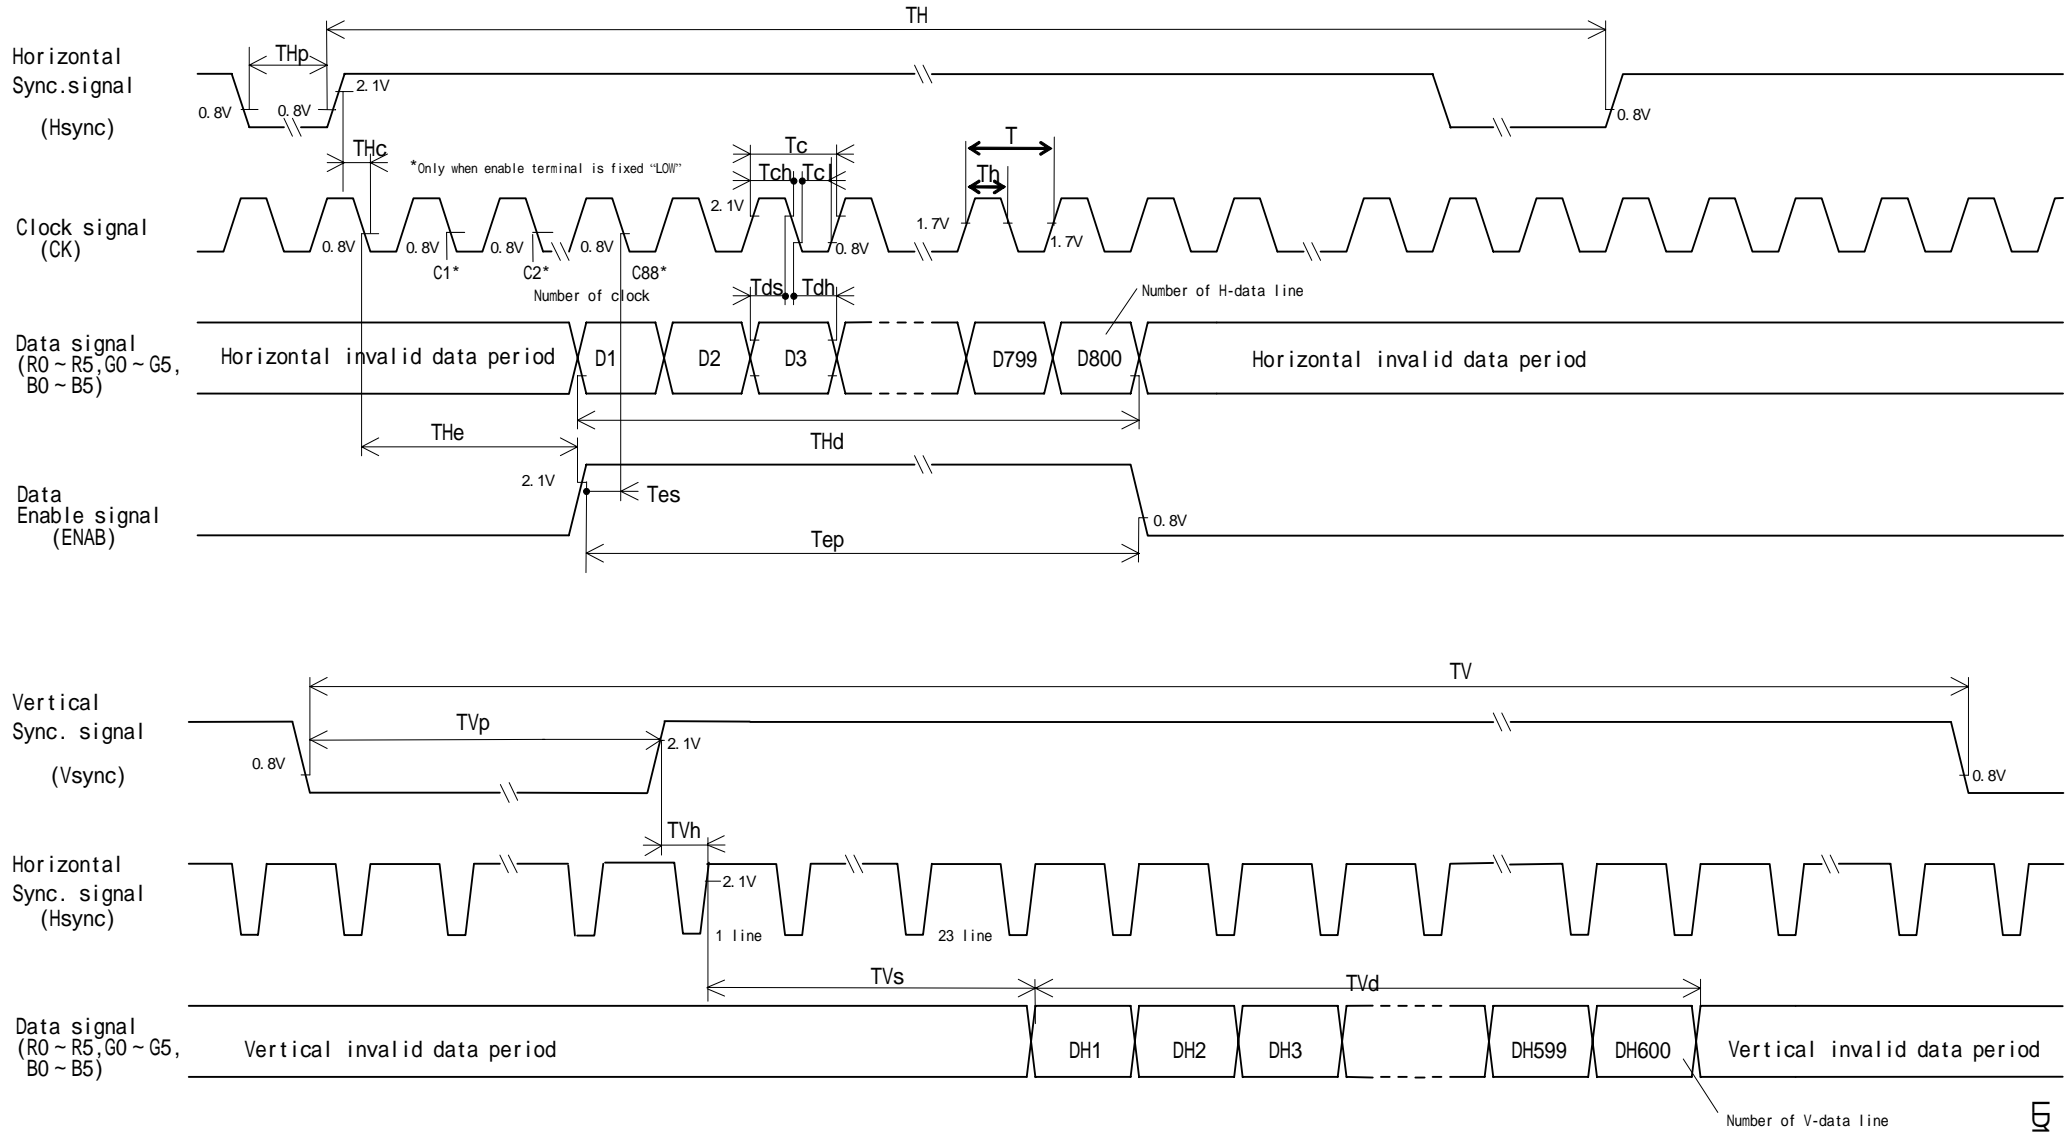 TH
Horizontal
Sync.signal
(Hsync)
THp
0.8V
0.8V
2.1V
0.8V
THc
*Only when enable terminal is fixed “LOW”
Tc
Tch
Tcl
T
Th
Clock signal
(CK)
2.1V
1.7V
1.7V
0.8V
0.8V
0.8V
0.8V
0.8V
C1*
C2*
C88*
Number of clock
Tds
Tdh
Number of H-data line
Data signal
(R0~R5,G0~G5,
B0~B5)
Horizontal invalid data period
D1
D2
D3
D799
D800
Horizontal invalid data period
THe
THd
Data
Enable signal
(ENAB)
2.1V
Tes
0.8V
Tep
TV
Vertical
Sync. signal
(Vsync)
TVp
2.1V
0.8V
0.8V
TVh
Horizontal
Sync. signal
(Hsync)
2.1V
1 line
23 line
TVs
TVd
Data signal
(R0~R5,G0~G5,
B0~B5)
Vertical invalid data period
DH1
DH2
DH3
DH599
DH600
Vertical invalid data period
Number of V-data line